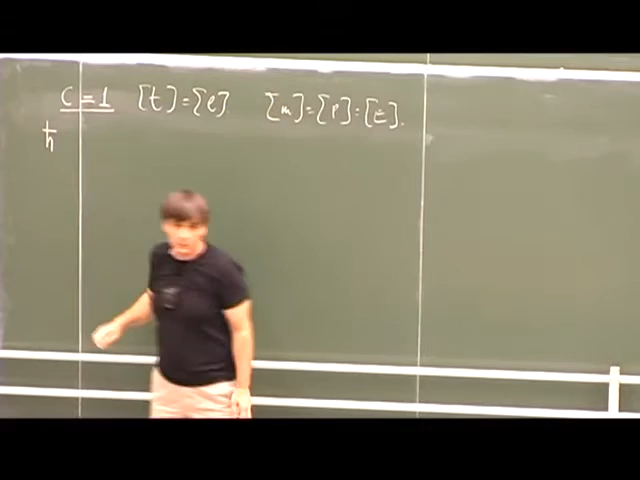 c = 1 [t] = [l]. [m] = [p] = [E].
ħ